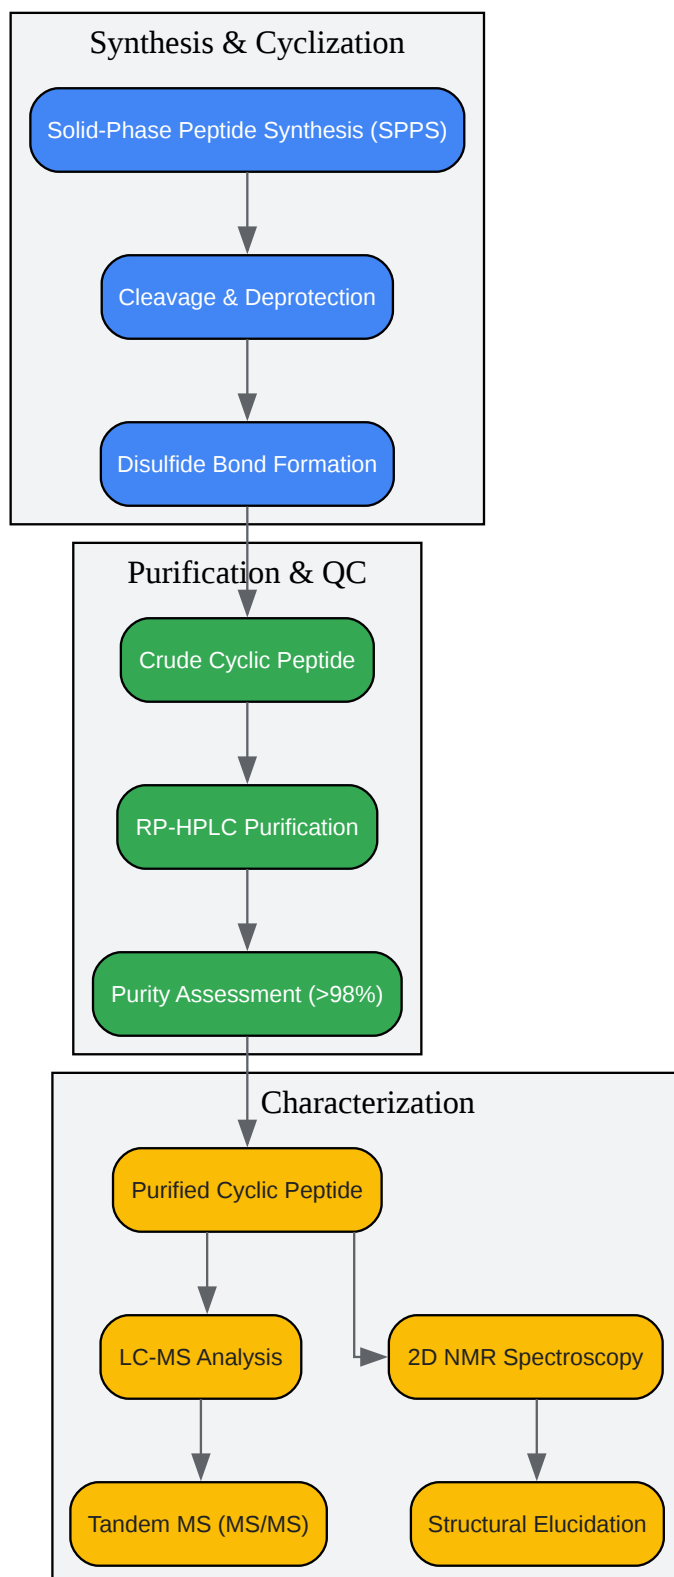 Synthesis & Cyclization
Solid-Phase Peptide Synthesis (SPPS)
Cleavage & Deprotection
Disulfide Bond Formation
Purification & QC
Crude Cyclic Peptide
RP-HPLC Purification
Purity Assessment (>98%)
Characterization
Purified Cyclic Peptide
LC-MS Analysis
2D NMR Spectroscopy
Tandem MS (MS/MS)
Structural Elucidation